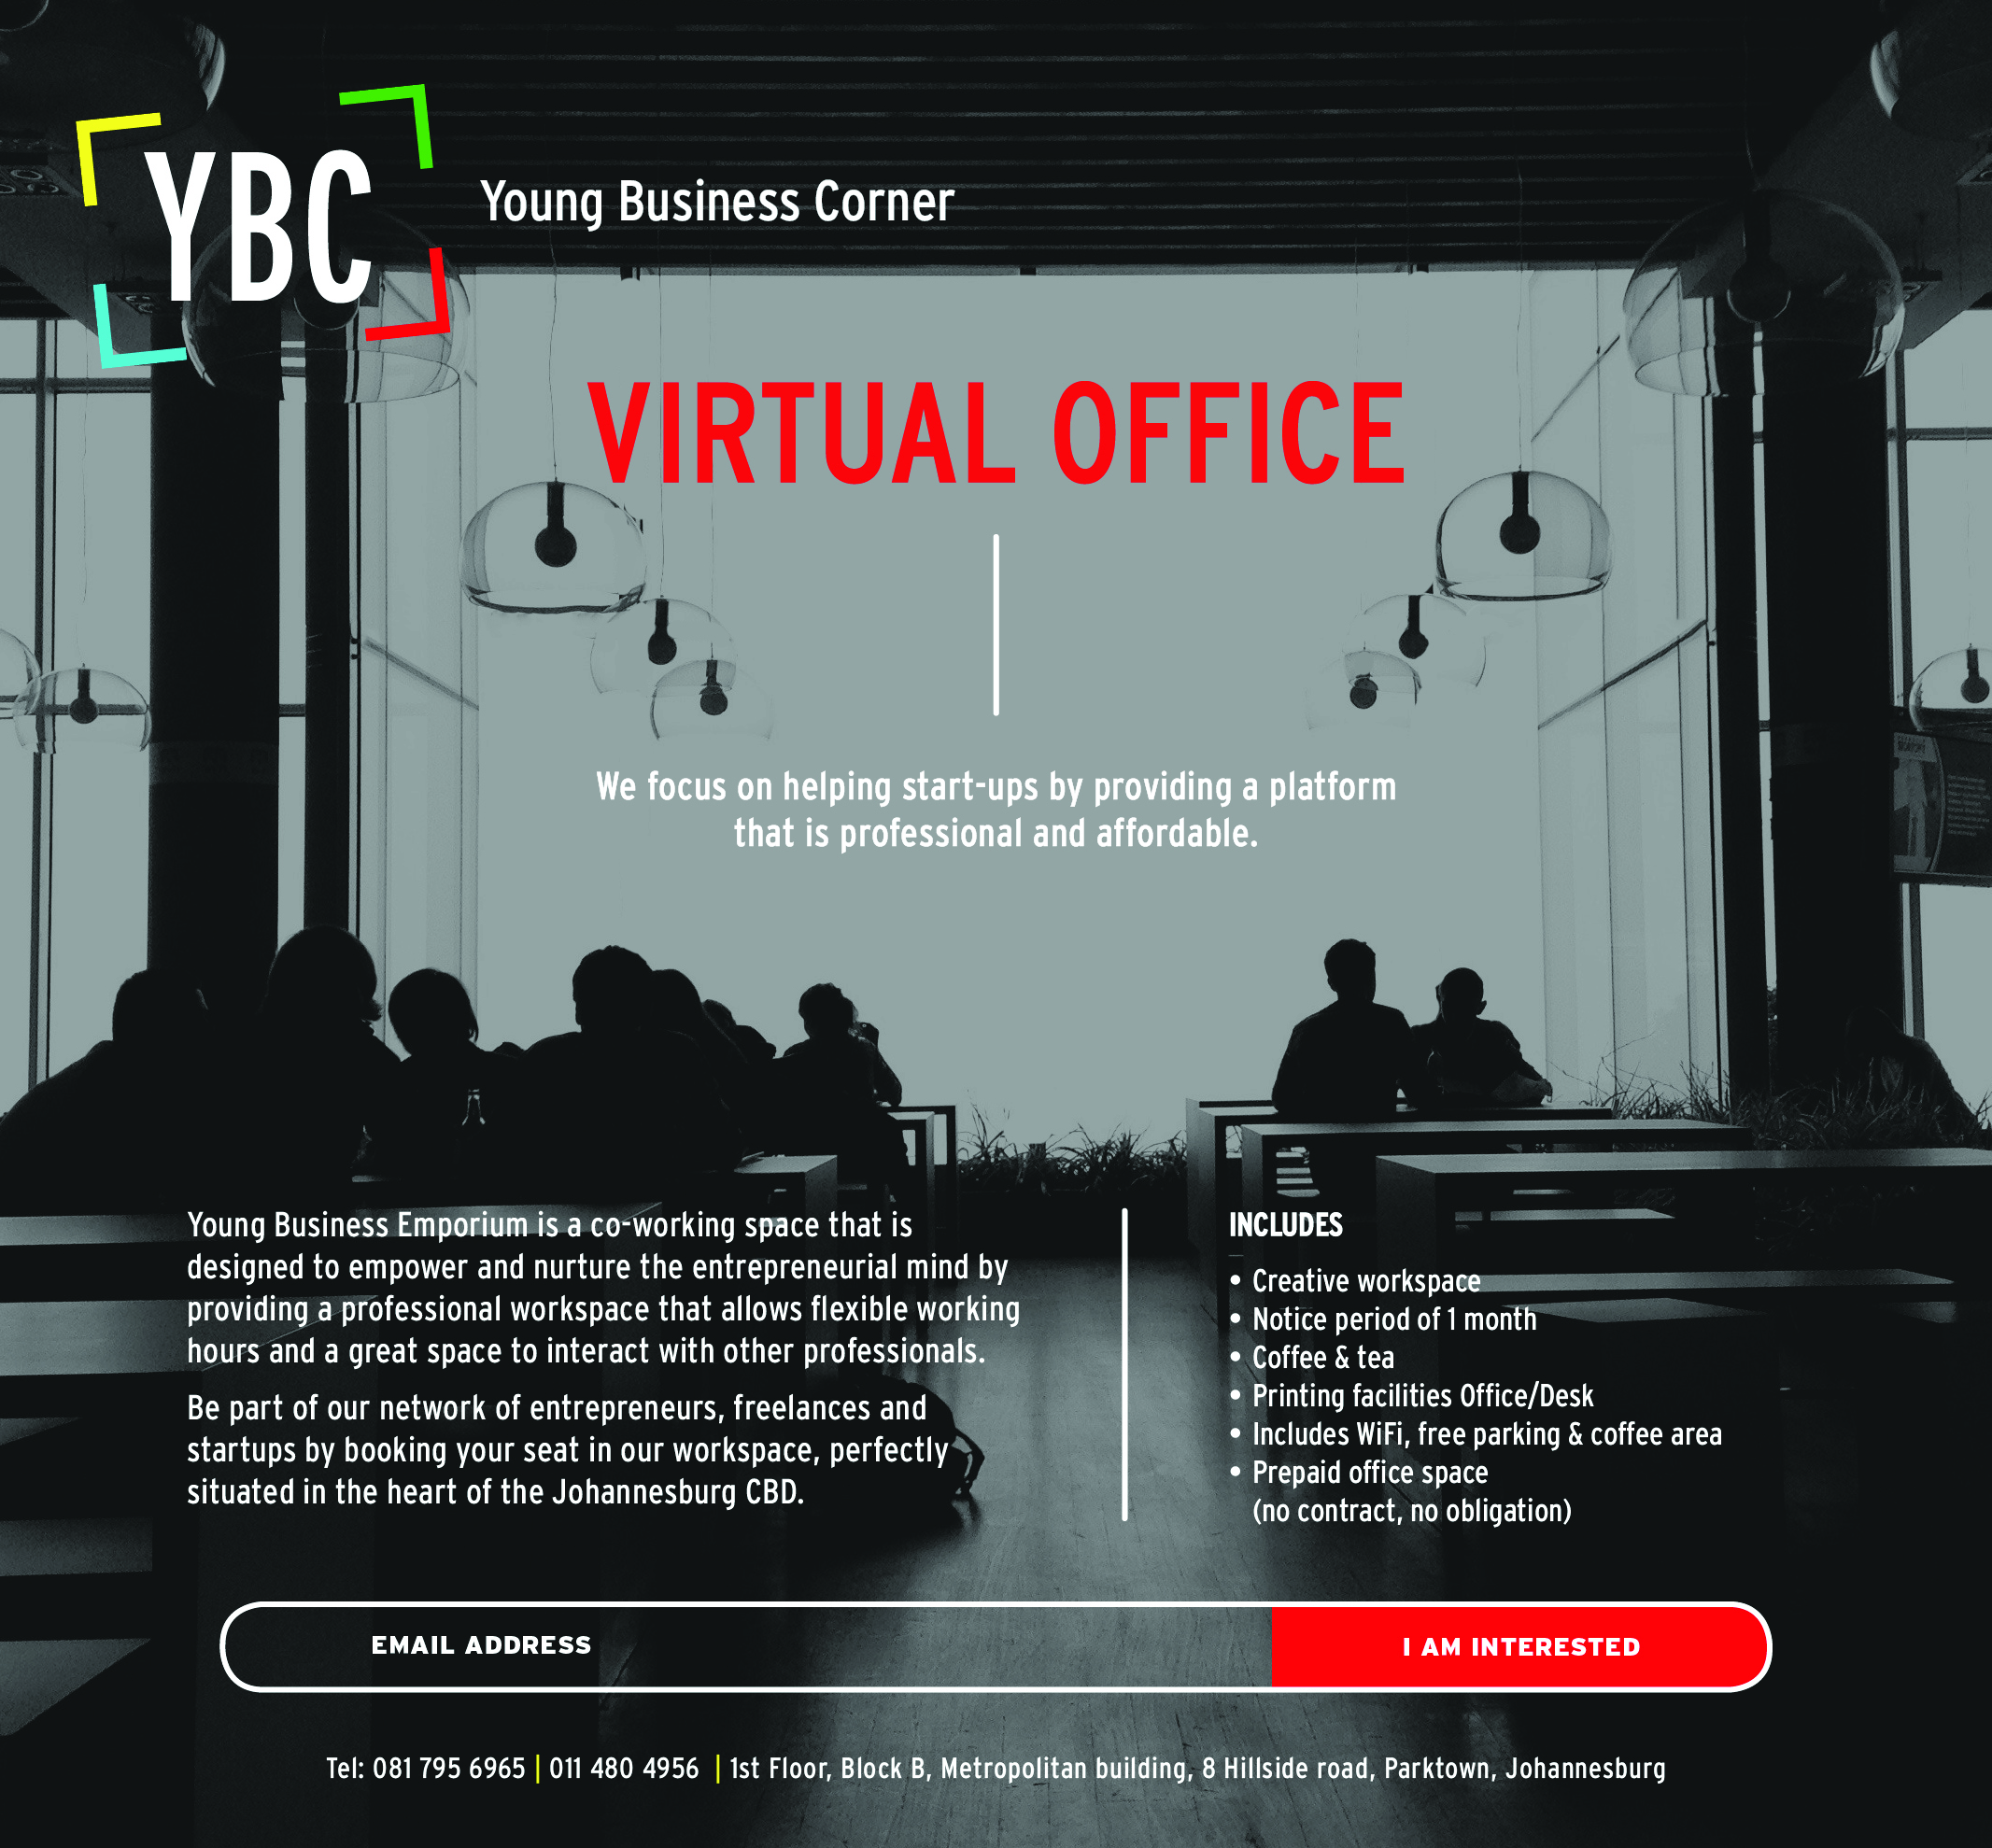 YBC
Young Business Corner
VIRTUAL OFFICE
We focus on helping start-ups by providing a platform
that is professional and affordable.
Young Business Emporium is a co-working space that is
designed to empower and nurture the entrepreneurial mind by
providing a professional workspace that allows flexible working
hours and a great space to interact with other professionals.
Be part of our network of entrepreneurs, freelances and
startups by booking your seat in our workspace, perfectly
situated in the heart of the Johannesburg CBD.
INCLUDES
• Creative workspace
• Notice period of 1 month
• Coffee & tea
• Printing facilities Office/Desk
• Includes WiFi, free parking & coffee area
• Prepaid office space
(no contract, no obligation)
EMAIL ADDRESS
I AM INTERESTED
Tel: 081 795 6965 | 011 480 4956 | 1st Floor, Block B, Metropolitan building, 8 Hillside road, Parktown, Johannesburg